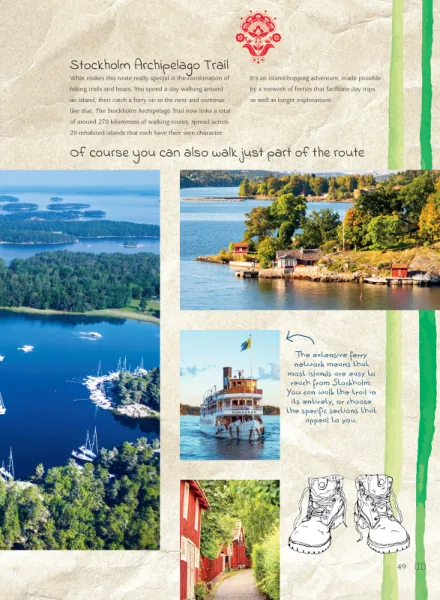 Stockholm Archipelago Trail
What makes this route really special is the combination of
hiking trails and boats. You spend a day walking around
an island, then catch a ferry on to the next and continue
like that. The Stockholm Archipelago Trail now links a total
of around 270 kilometres of walking routes, spread across
20 inhabited islands that each have their own character.
It's an island-hopping adventure, made possible
by a network of ferries that facilitate day trips
as well as longer explorations.
Of course you can also walk just part of the route
The extensive ferry
network means that
most islands are easy to
reach from Stockholm.
You can walk the trail in
its entirety, or choose
the specific sections that
appeal to you.
49